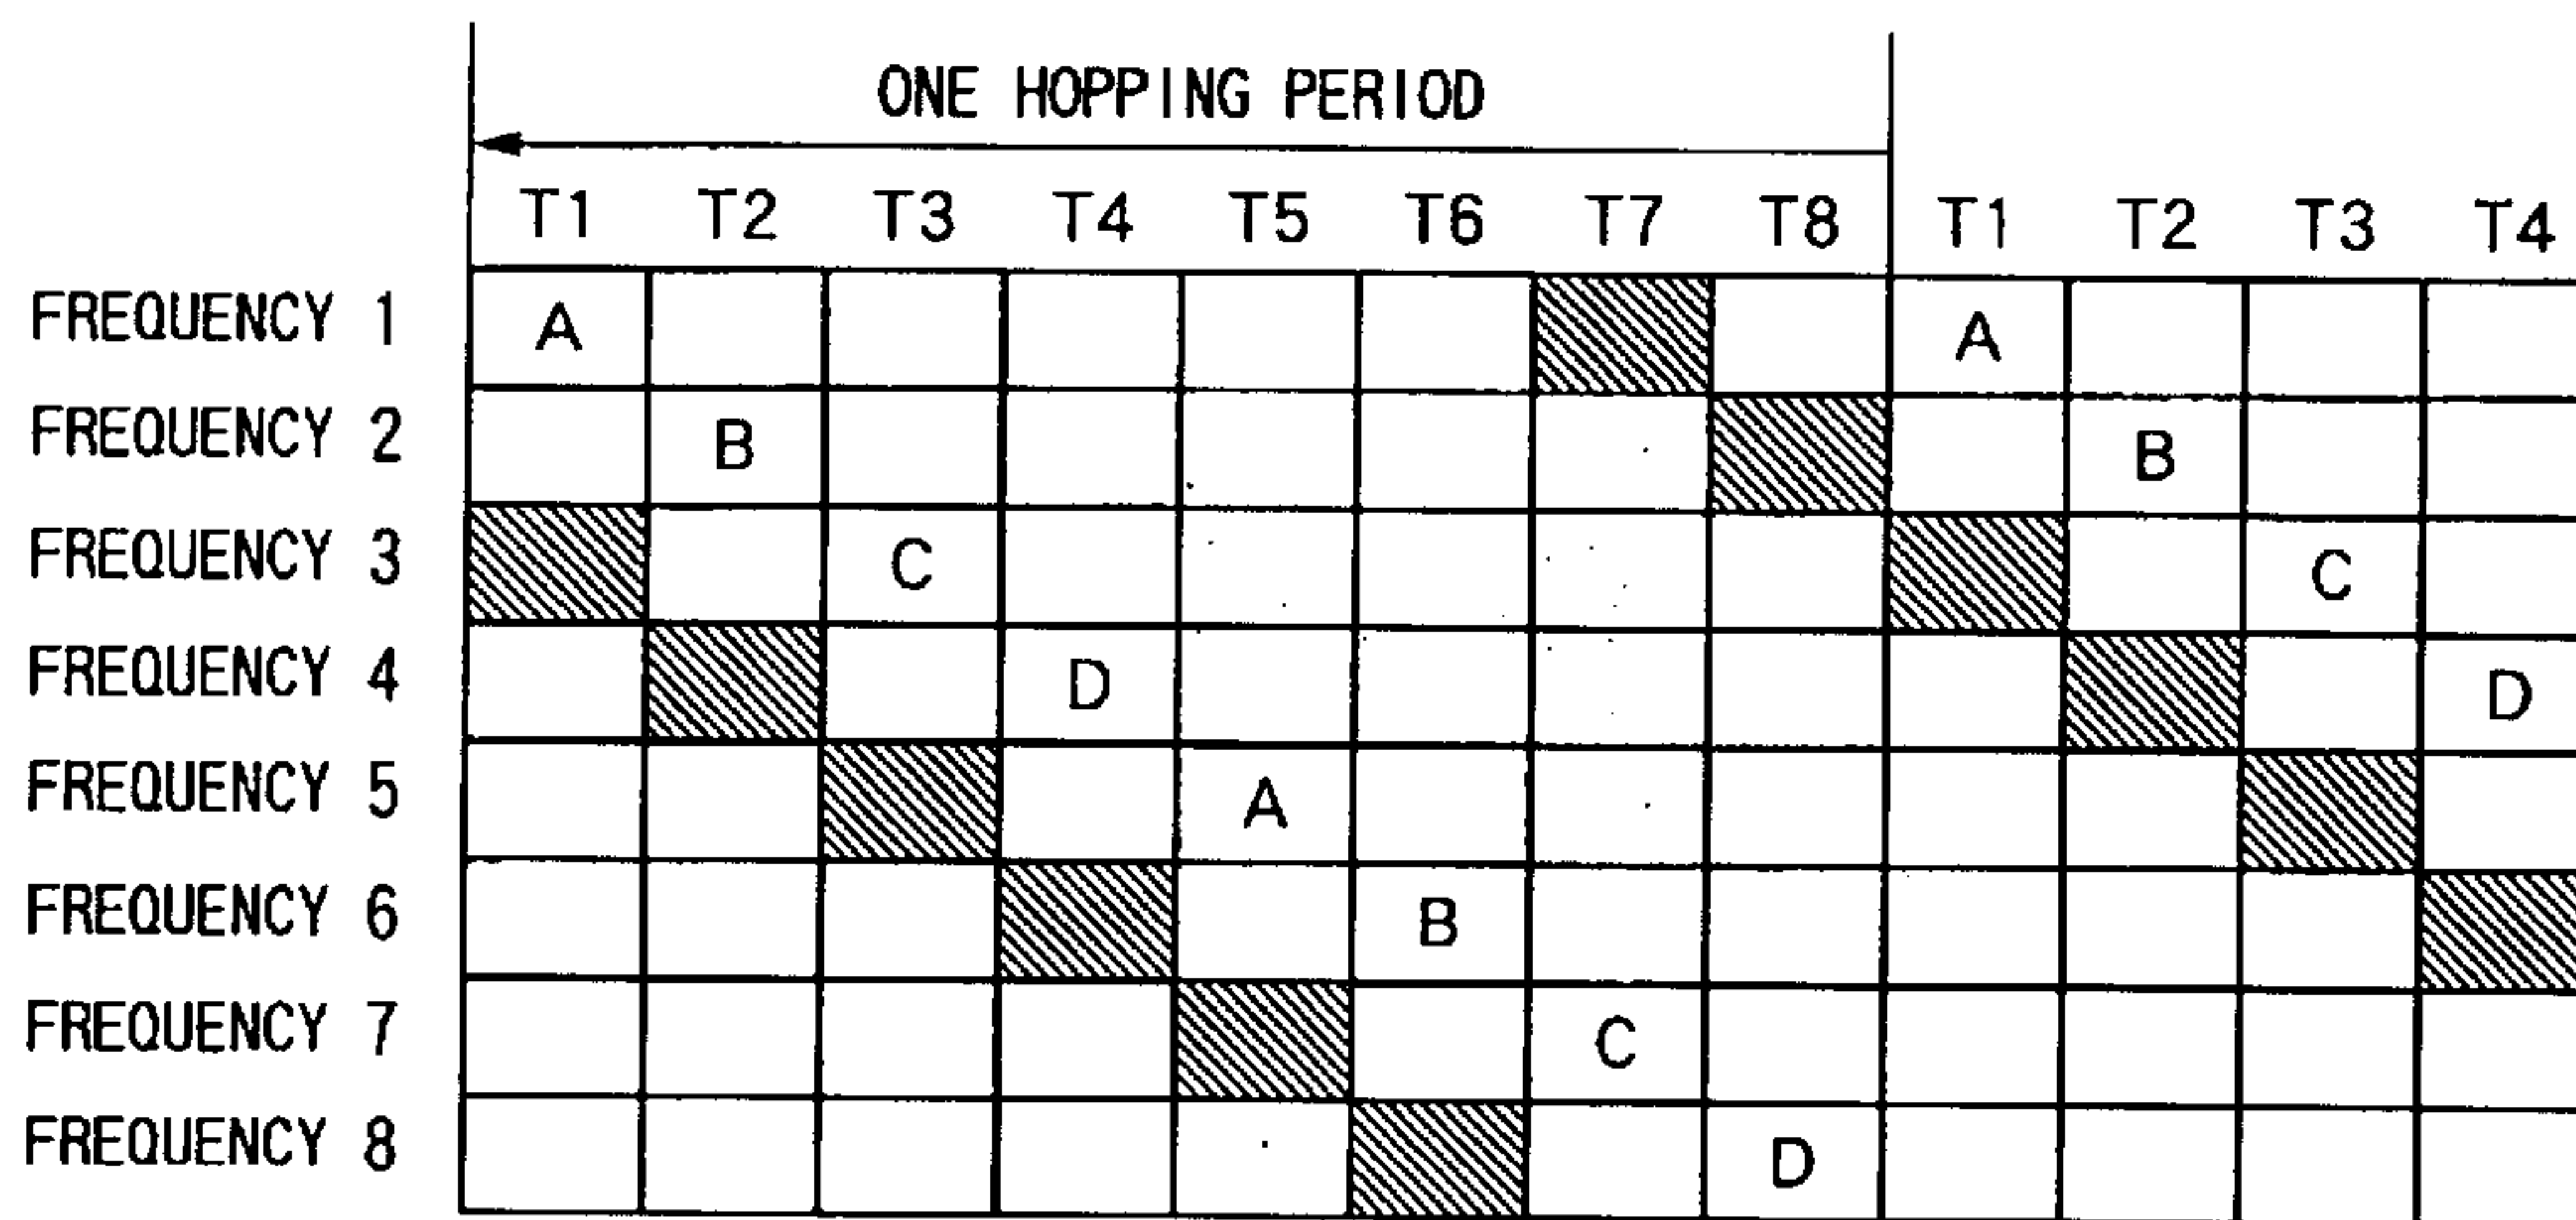 ONE HOPPING PERIOD
T1 T2 T3 T4 T5 T6 T7 T8 T1 T2 T3 T4
FREQUENCY 1 A A
FREQUENCY 2 B B
FREQUENCY 3 C C
FREQUENCY 4 D D
FREQUENCY 5 A
FREQUENCY 6 B
FREQUENCY 7 C
FREQUENCY 8 D